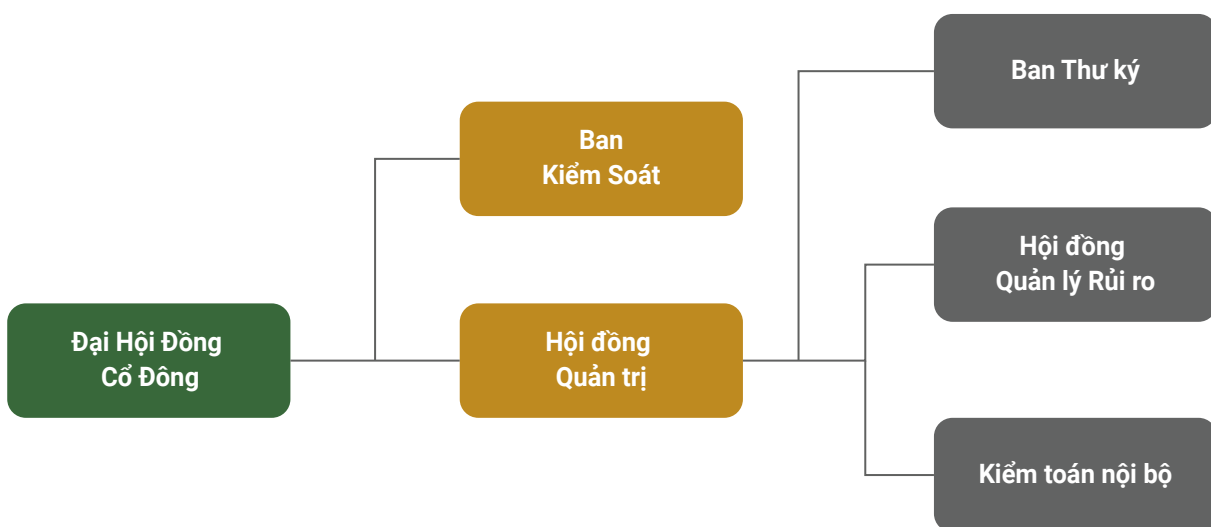 Đại Hội Đồng
Cổ Đông
Ban
Kiểm Soát
Hội đồng
Quản trị
Ban Thư ký
Hội đồng
Quản lý Rủi ro
Kiểm toán nội bộ